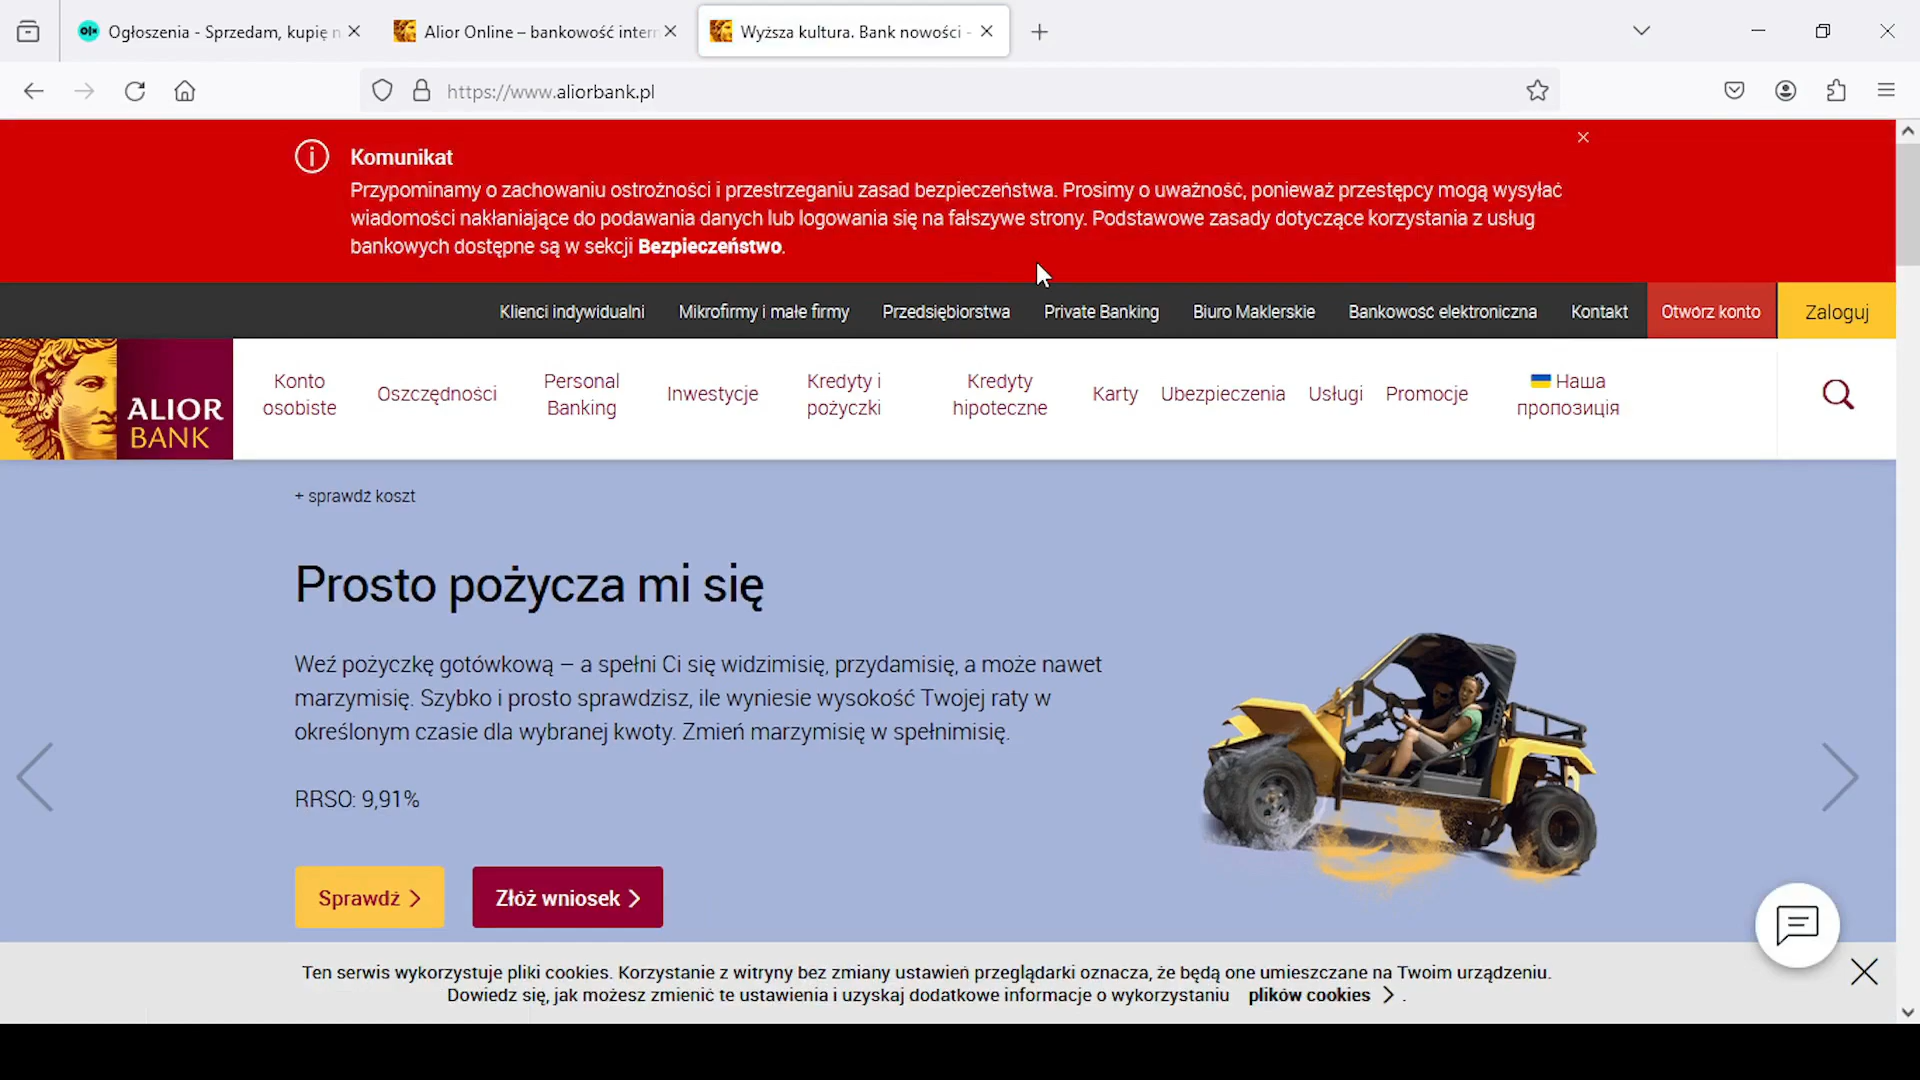 Ogłoszenia - Sprzedam, kupię n
Alior Online – bankowość inter
Wyższa kultura. Bank nowości -
https://www.aliorbank.pl
Komunikat
Przypominamy o zachowaniu ostrożności i przestrzeganiu zasad bezpieczeństwa. Prosimy o uważność, ponieważ przestępcy mogą wysyłać
wiadomości nakłaniające do podawania danych lub logowania się na fałszywe strony. Podstawowe zasady dotyczące korzystania z usług
bankowych dostępne są w sekcji Bezpieczeństwo.
Klienci indywidualni Mikrofirmy i małe firmy Przedsiębiorstwa Private Banking Biuro Maklerskie Bankowość elektroniczna Kontakt Otwórz konto Zaloguj
ALIOR
BANK
Konto
osobiste
Oszczędności
Personal
Banking
Inwestycje
Kredyty i
pożyczki
Kredyty
hipoteczne
Karty
Ubezpieczenia
Usługi
Promocje
Наша
пропозиція
+ sprawdź koszt
Prosto pożycza mi się
Weź pożyczkę gotówkową – a spełni Ci się widzimisię, przydamisię, a może nawet
marzymisię. Szybko i prosto sprawdzisz, ile wyniesie wysokość Twojej raty w
określonym czasie dla wybranej kwoty. Zmień marzymisię w spełnimisię.
RRSO: 9,91%
Sprawdź
Złóż wniosek
Ten serwis wykorzystuje pliki cookies. Korzystanie z witryny bez zmiany ustawień przeglądarki oznacza, że będą one umieszczane na Twoim urządzeniu.
Dowiedz się, jak możesz zmienić te ustawienia i uzyskaj dodatkowe informacje o wykorzystaniu plików cookies .